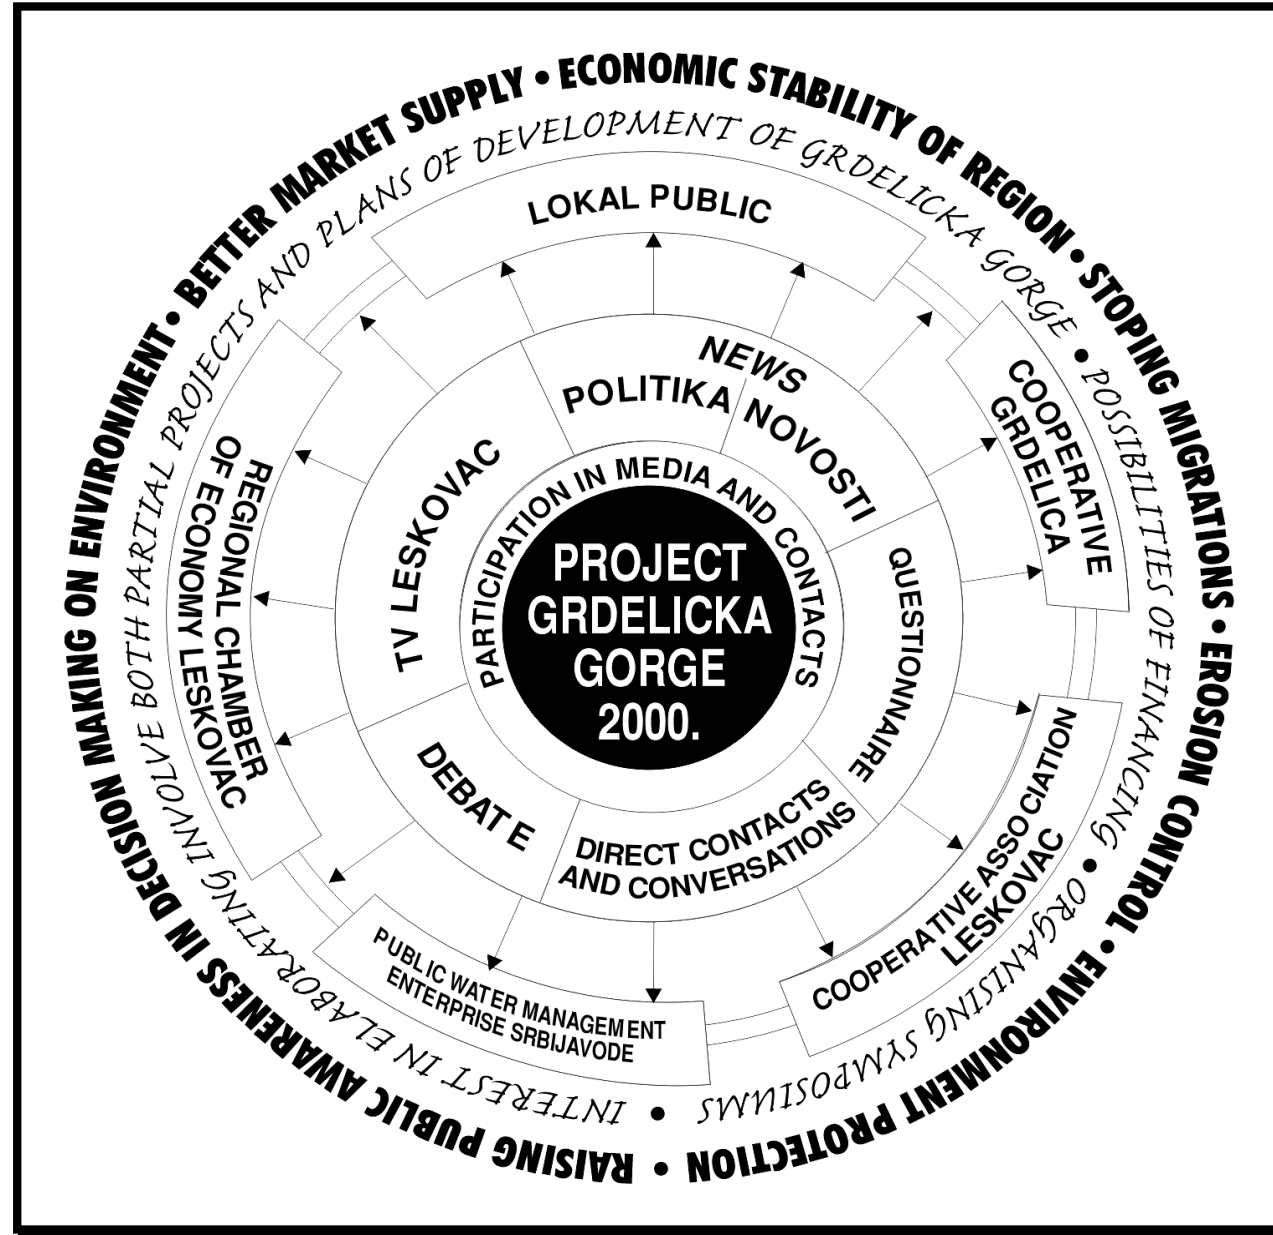 RAISING PUBLIC AWARENESS IN DECISION MAKING ON ENVIRONMENT • BETTER MARKET SUPPLY • ECONOMIC STABILITY OF REGION • STOPING MIGRATIONS • EROSION CONTROL • ENVIRONMENT PROTECTION •
INTEREST IN ELABORATING INVOLVE BOTH PARTIAL PROJECTS AND PLANS OF DEVELOPMENT OF GRDELICKA GORGE • POSSIBILITIES OF FINANCING • ORGANISING SYMPOSIUMS •
LOKAL PUBLIC
COOPERATIVE
GRDELICA
COOPERATIVE ASSOCIATION
LESKOVAC
PUBLIC WATER MANAGEMENT
ENTERPRISE SRBIJAVODE
REGIONAL CHAMBER
OF ECONOMY LESKOVAC
NEWS
POLITIKA NOVOSTI
QUESTIONNAIRE
DIRECT CONTACTS
AND CONVERSATIONS
DEBATE
TV LESKOVAC
PARTICIPATION IN MEDIA AND CONTACTS
PROJECT
GRDELICKA
GORGE
2000.